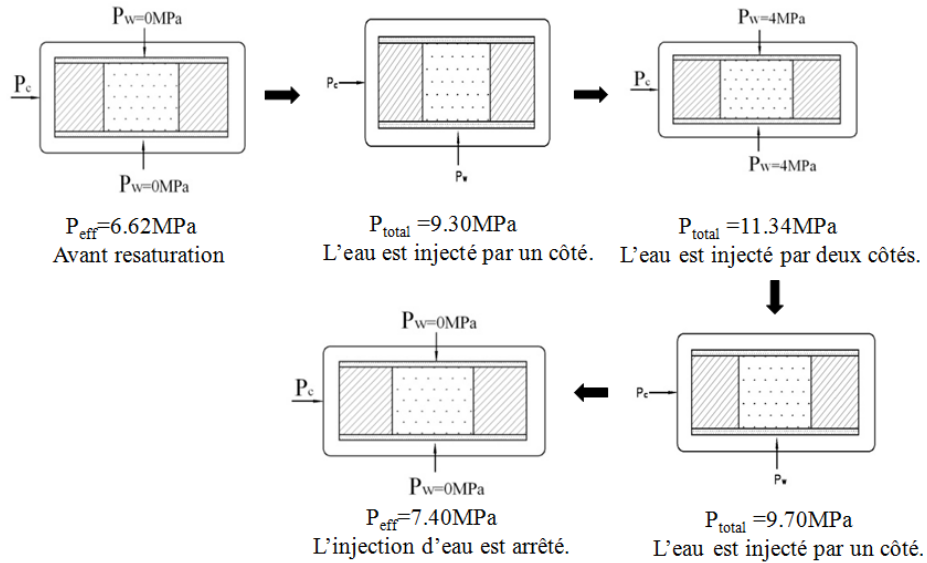 Pw=0MPa
Pc
Pw=0MPa
Peff=6.62MPa
Avant resaturation
Pc
Pw
Ptotal =9.30MPa
L'eau est injecté par un côté.
Pw=4MPa
Pc
Pw=4MPa
Ptotal =11.34MPa
L'eau est injecté par deux côtés.
Pc
Pw
Ptotal =9.70MPa
L'eau est injecté par un côté.
Pw=0MPa
Pc
Pw=0MPa
Peff=7.40MPa
L'injection d'eau est arrêté.